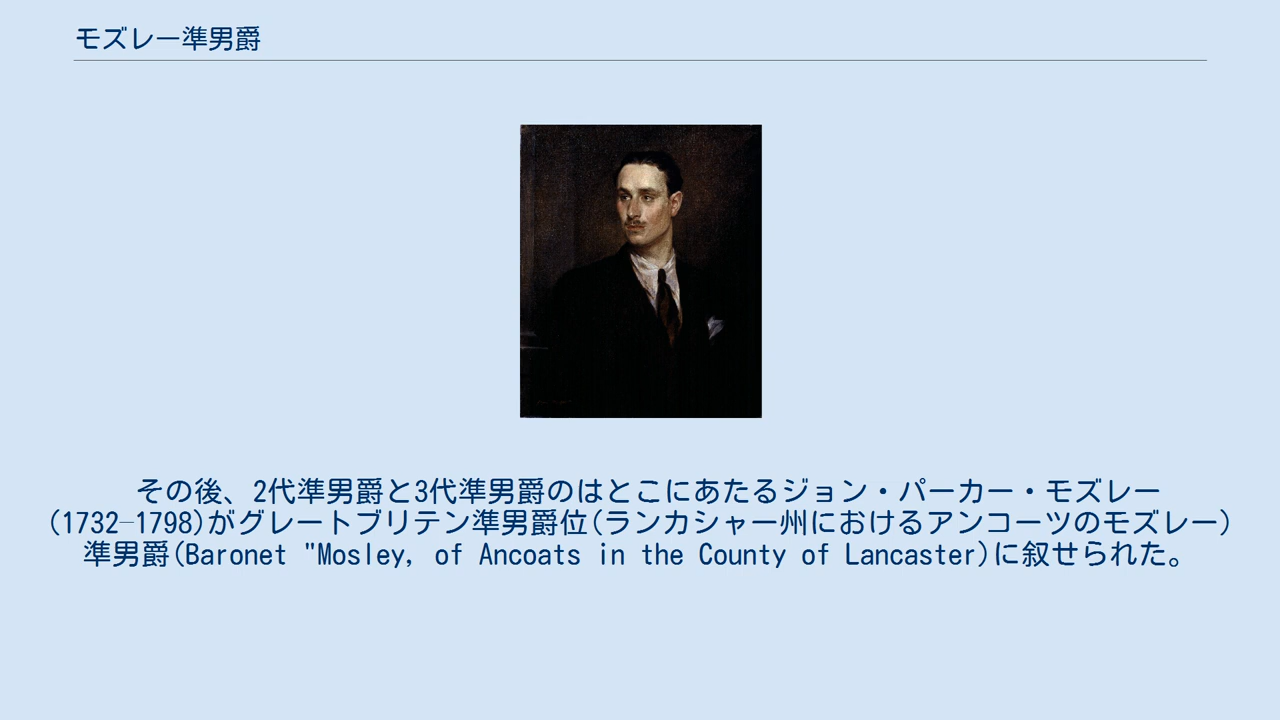 モズレー準男爵
その後、2代準男爵と3代準男爵のはとこにあたるジョン・パーカー・モズレー
(1732–1798)がグレートブリテン準男爵位(ランカシャー州におけるアンコーツのモズレー)
準男爵(Baronet "Mosley, of Ancoats in the County of Lancaster)に叙せられた。